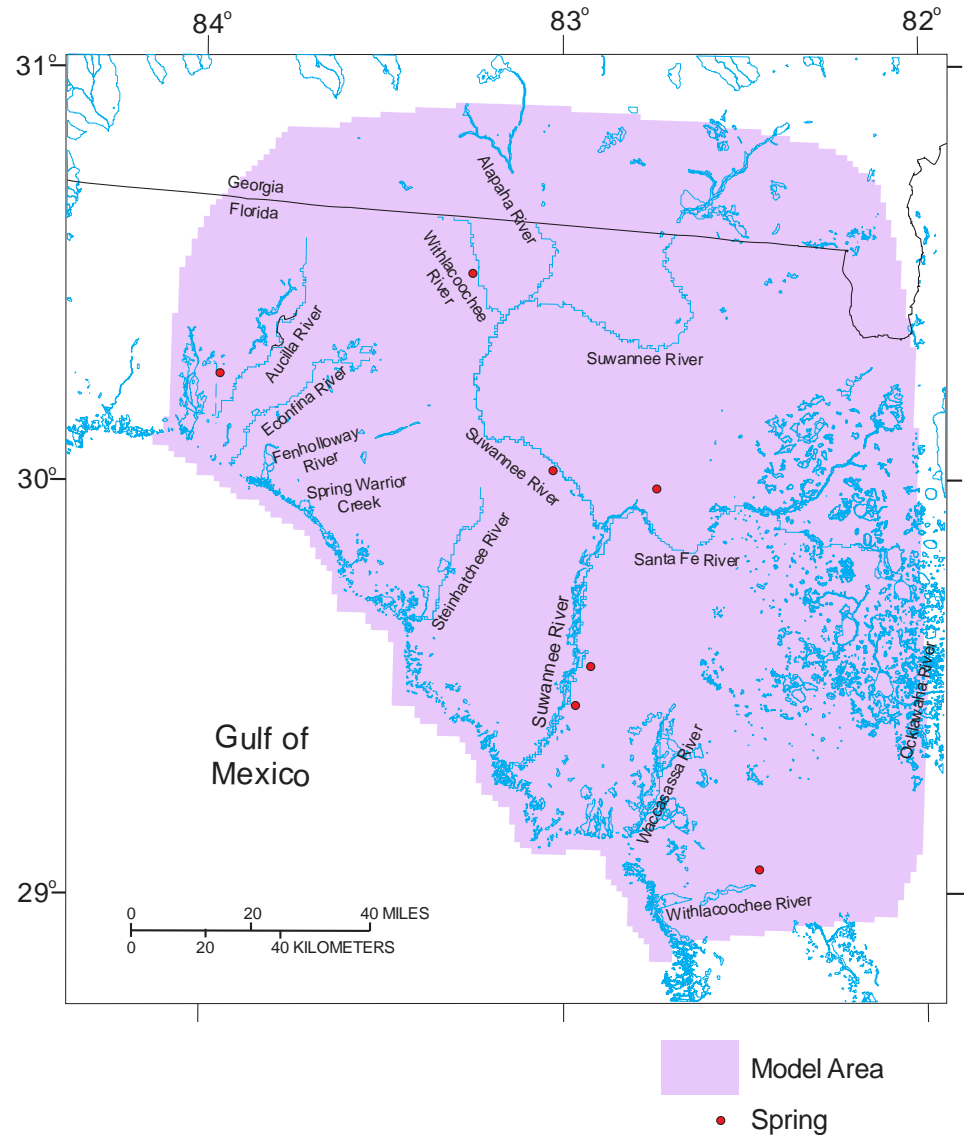 84° 83° 82°
31°
Georgia
Florida
Alapaha River
Withlacoochee
River
Aucilla River
Suwannee River
Econfina River
Fenholloway
River
Suwannee River
30°
Spring Warrior
Creek
Steinhatchee River
Santa Fe River
Suwannee River
Ocklawaha River
Gulf of
Mexico
Waccasassa River
29°
Withlacoochee River
0 20 40 MILES
0 20 40 KILOMETERS
Model Area
Spring